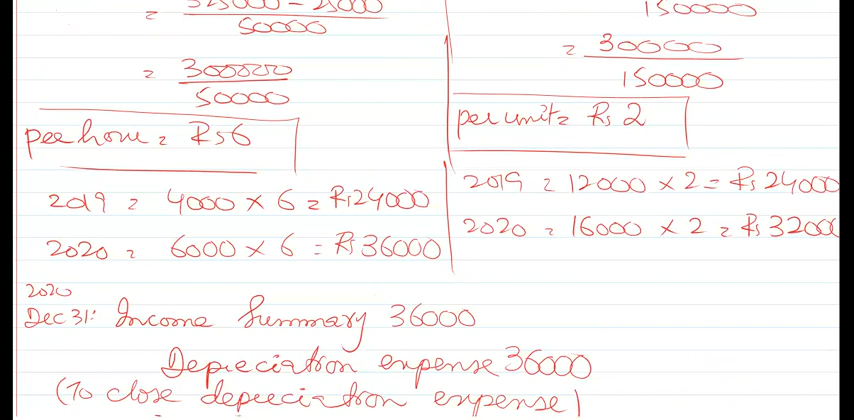 = 325000 - 25000
50000
= 3000000
50000
per hour = Rs 6
2019 = 4000 × 6 = Rs 24000
2020 = 6000 × 6 = Rs 36000
150000
= 300000
150000
per unit = Rs 2
2019 = 12000 × 2 = Rs 24000
2020 = 16000 × 2 = Rs 32000
2020
Dec 31: Income Summary 36000
Depreciation expense 36000
(To close depreciation expense)